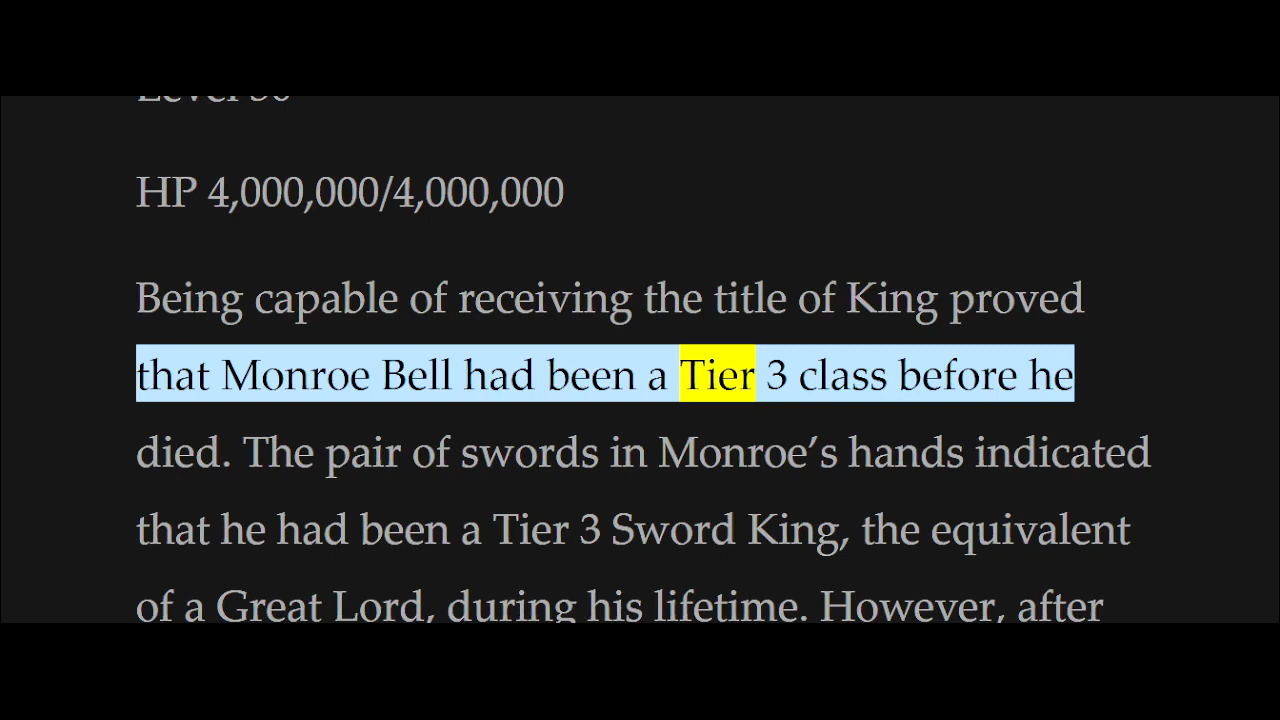 Level 50
HP 4,000,000/4,000,000
Being capable of receiving the title of King proved
that Monroe Bell had been a Tier 3 class before he
died. The pair of swords in Monroe’s hands indicated
that he had been a Tier 3 Sword King, the equivalent
of a Great Lord, during his lifetime. However, after